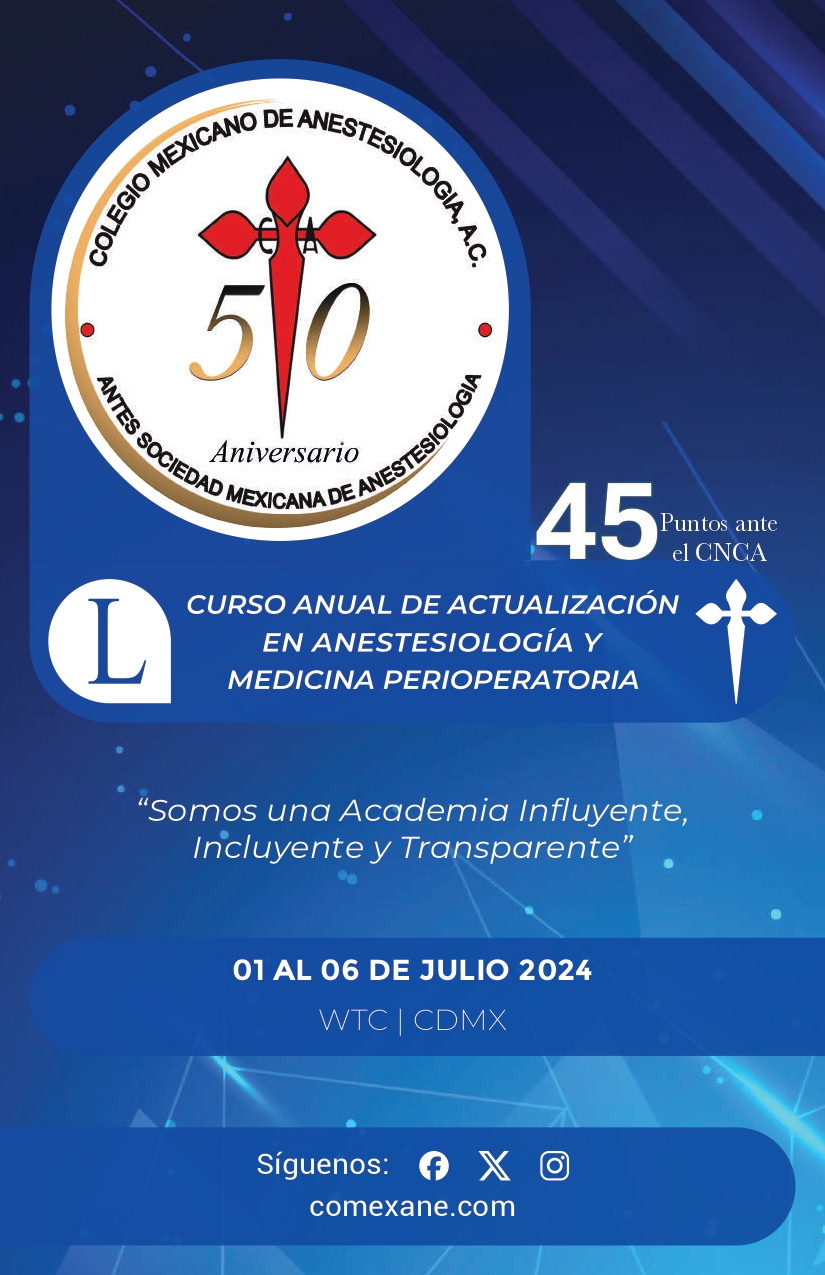 COLEGIO MEXICANO DE ANESTESIOLOGIA, A.C.
C A
50
Aniversario
ANTES SOCIEDAD MEXICANA DE ANESTESIOLOGIA
45 Puntos ante
el CNCA
L
CURSO ANUAL DE ACTUALIZACIÓN
EN ANESTESIOLOGÍA Y
MEDICINA PERIOPERATORIA
“Somos una Academia Influyente,
Incluyente y Transparente”
01 AL 06 DE JULIO 2024
WTC | CDMX
Síguenos:
comexane.com